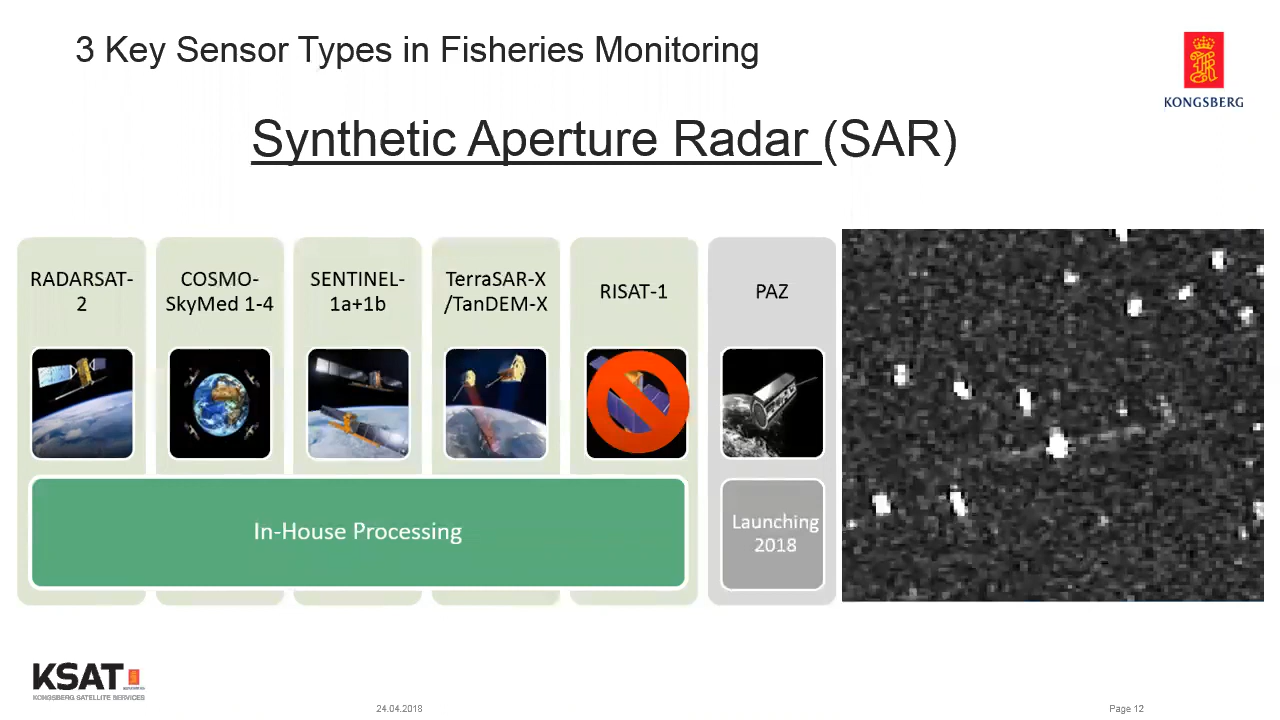 3 Key Sensor Types in Fisheries Monitoring
KONGSBERG
Synthetic Aperture Radar (SAR)
RADARSAT-
2
COSMO-
SkyMed 1-4
SENTINEL-
1a+1b
TerraSAR-X
/TanDEM-X
RISAT-1
PAZ
In-House Processing
Launching
2018
KSAT
KONGSBERG SATELLITE SERVICES
24.04.2018
Page 12